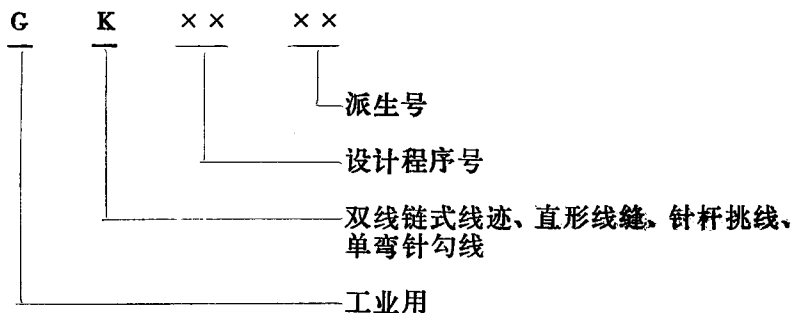 G K ×× ××
派生号
设计程序号
双线链式线迹、直形线缝、针杆挑线、
单弯针勾线
工业用